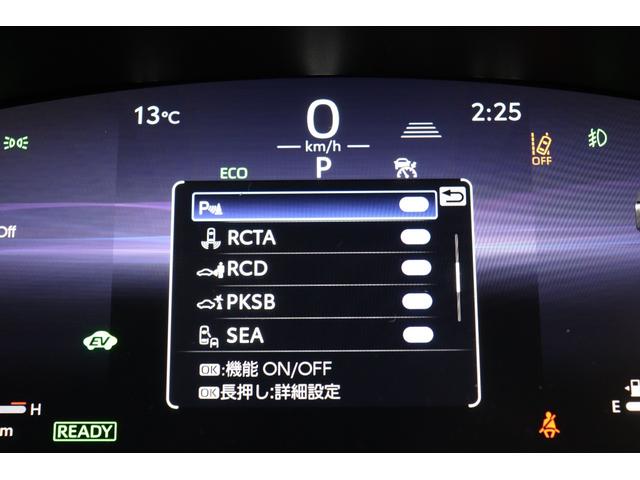 13℃
0
km/h
P
2:25
OFF
ECO
Off
P
RCTA
RCD
PKSB
SEA
OK:機能 ON/OFF
OK長押し:詳細設定
EV
H
m
READY
E